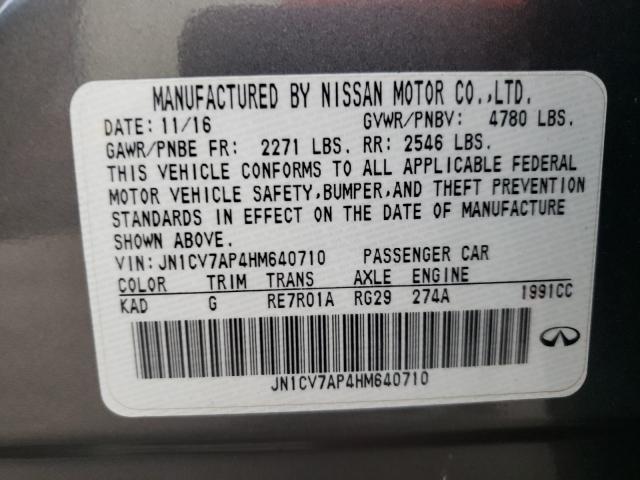 MANUFACTURED BY NISSAN MOTOR CO.,LTD.
DATE: 11/16 GVWR/PNBV: 4780 LBS.
GAWR/PNBE FR: 2271 LBS. RR: 2546 LBS.
THIS VEHICLE CONFORMS TO ALL APPLICABLE FEDERAL
MOTOR VEHICLE SAFETY,BUMPER,AND THEFT PREVENTION
STANDARDS IN EFFECT ON THE DATE OF MANUFACTURE
SHOWN ABOVE.
VIN: JN1CV7AP4HM640710 PASSENGER CAR
COLOR TRIM TRANS AXLE ENGINE
KAD G RE7R01A RG29 274A 1991CC
JN1CV7AP4HM640710